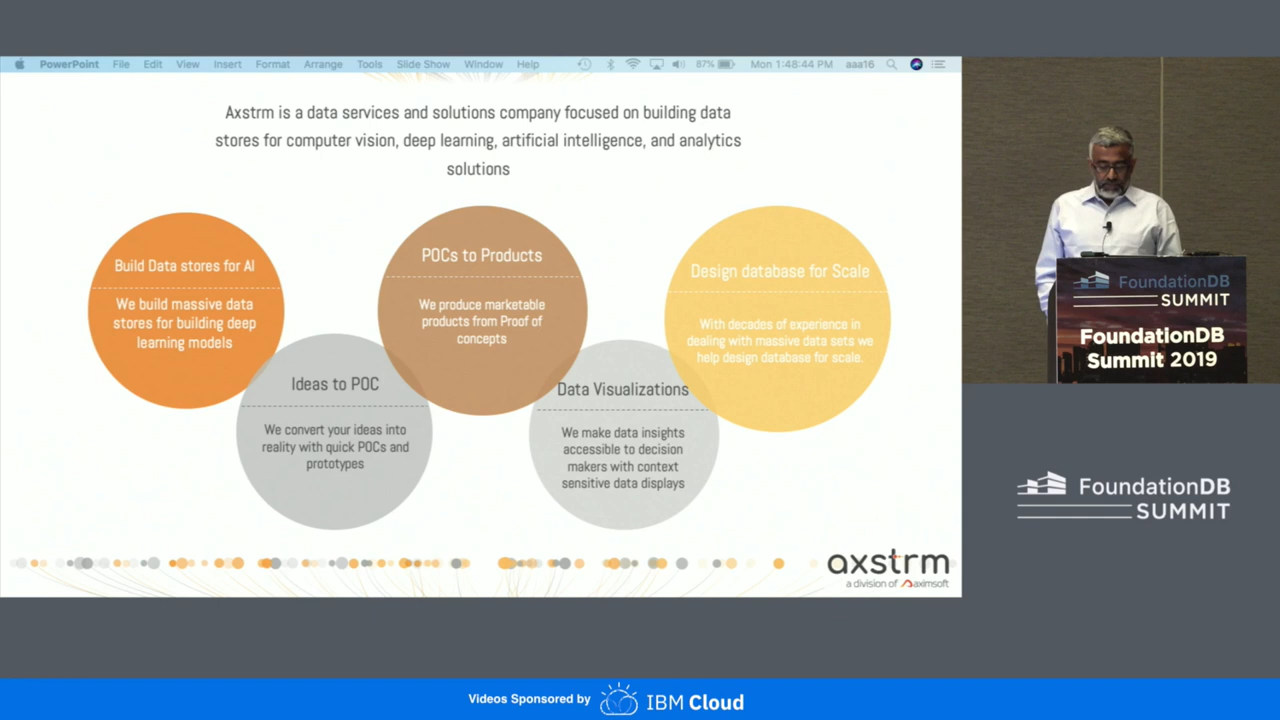 PowerPoint File Edit View Insert Format Arrange Tools Slide Show Window Help 87% Mon 1:48:44 PM aaa16
Axstrm is a data services and solutions company focused on building data
stores for computer vision, deep learning, artificial intelligence, and analytics
solutions
Build Data stores for AI
We build massive data
stores for building deep
learning models
Ideas to POC
We convert your ideas into
reality with quick POCs and
prototypes
POCs to Products
We produce marketable
products from Proof of
concepts
Data Visualizations
We make data insights
accessible to decision
makers with context
sensitive data displays
Design database for Scale
With decades of experience in
dealing with massive data sets we
help design database for scale.
axstrm
a division of aximsoft
FoundationDB
SUMMIT
FoundationDB
Summit 2019
FoundationDB
SUMMIT
Videos Sponsored by IBM Cloud